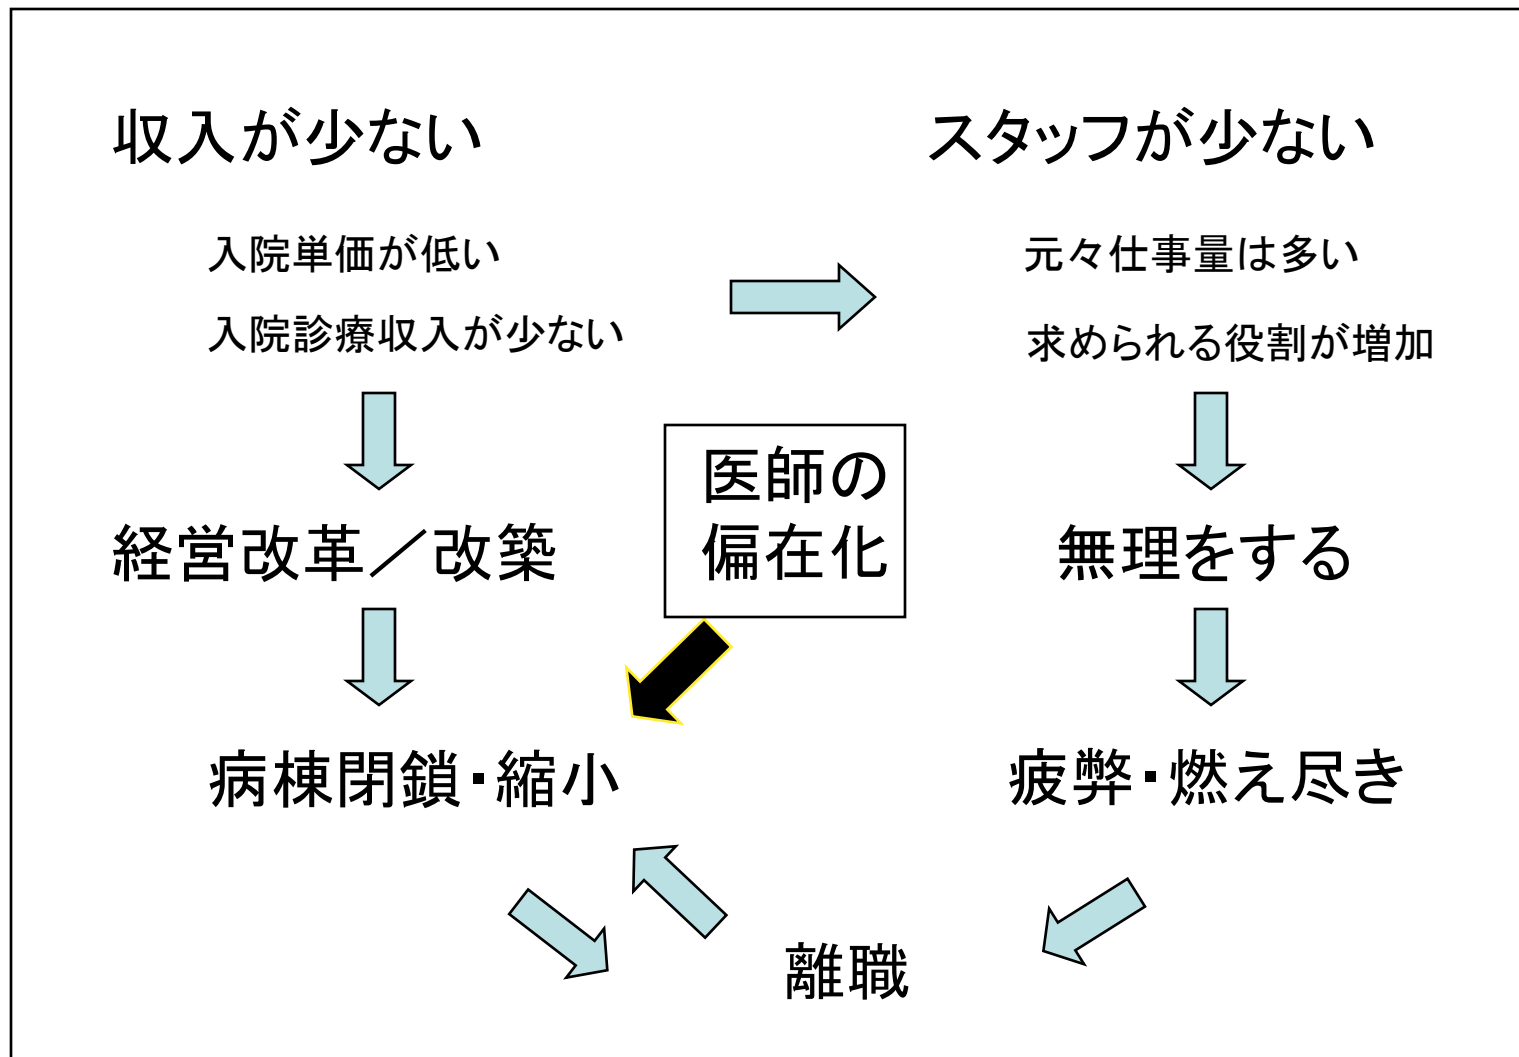 収入が少ない
入院単価が低い
入院診療収入が少ない
スタッフが少ない
元々仕事量は多い
求められる役割が増加
医師の
偏在化
経営改革／改築
無理をする
病棟閉鎖・縮小
疲弊・燃え尽き
離職